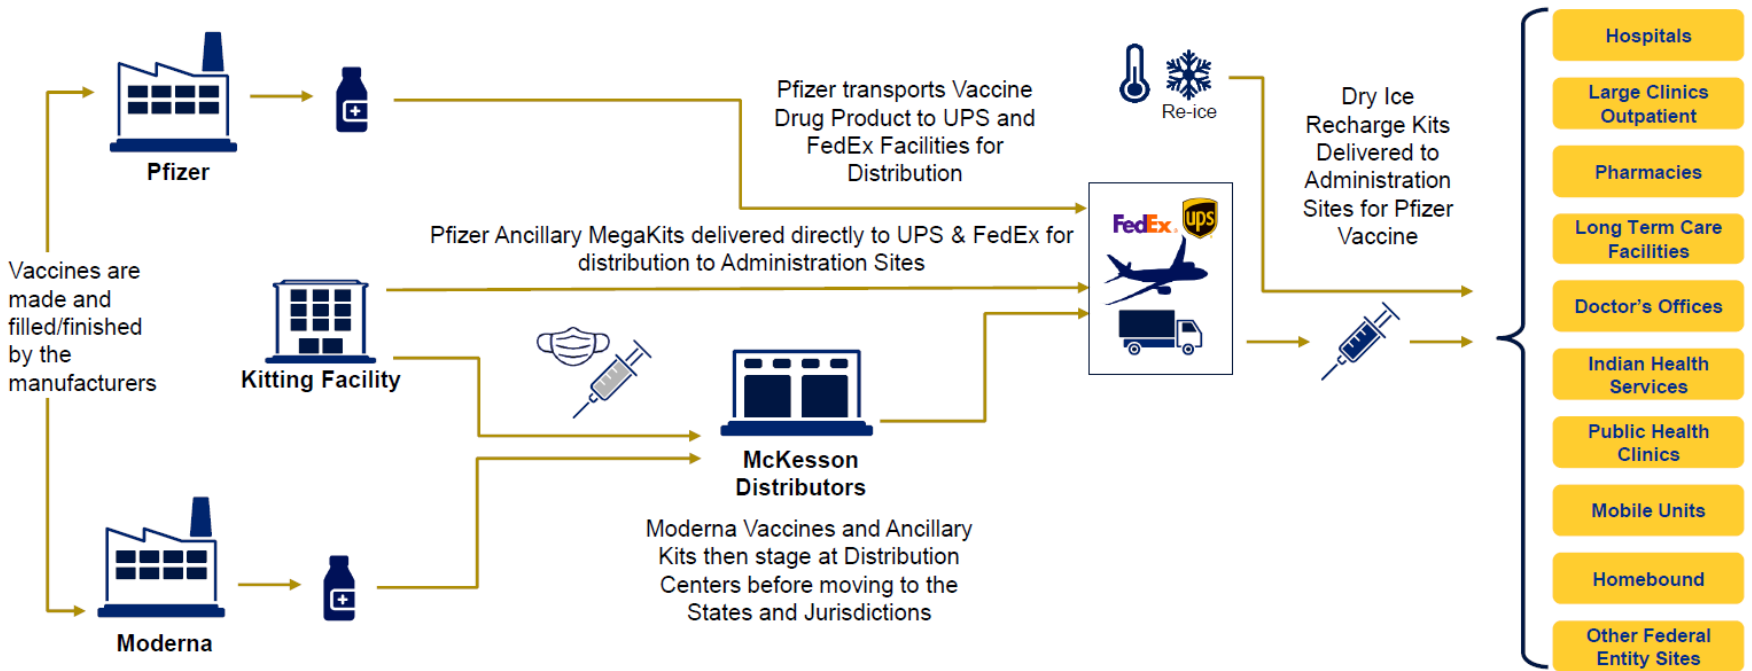 Vaccines are
made and
filled/finished
by the
manufacturers
Pfizer
Pfizer transports Vaccine
Drug Product to UPS and
FedEx Facilities for
Distribution
Re-ice
Dry Ice
Recharge Kits
Delivered to
Administration
Sites for Pfizer
Vaccine
Pfizer Ancillary MegaKits delivered directly to UPS & FedEx for
distribution to Administration Sites
FedEx
ups
Kitting Facility
McKesson
Distributors
Moderna Vaccines and Ancillary
Kits then stage at Distribution
Centers before moving to the
States and Jurisdictions
Moderna
Hospitals
Large Clinics
Outpatient
Pharmacies
Long Term Care
Facilities
Doctor's Offices
Indian Health
Services
Public Health
Clinics
Mobile Units
Homebound
Other Federal
Entity Sites